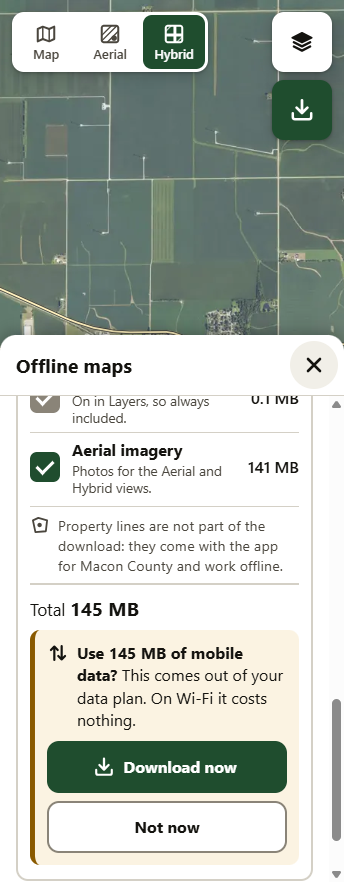 Map
Aerial
Hybrid
Offline maps
On in Layers, so always
included.
0.1 MB
Aerial imagery
Photos for the Aerial and
Hybrid views.
141 MB
Property lines are not part of the
download: they come with the app
for Macon County and work offline.
Total 145 MB
Use 145 MB of mobile
data? This comes out of your
data plan. On Wi-Fi it costs
nothing.
Download now
Not now